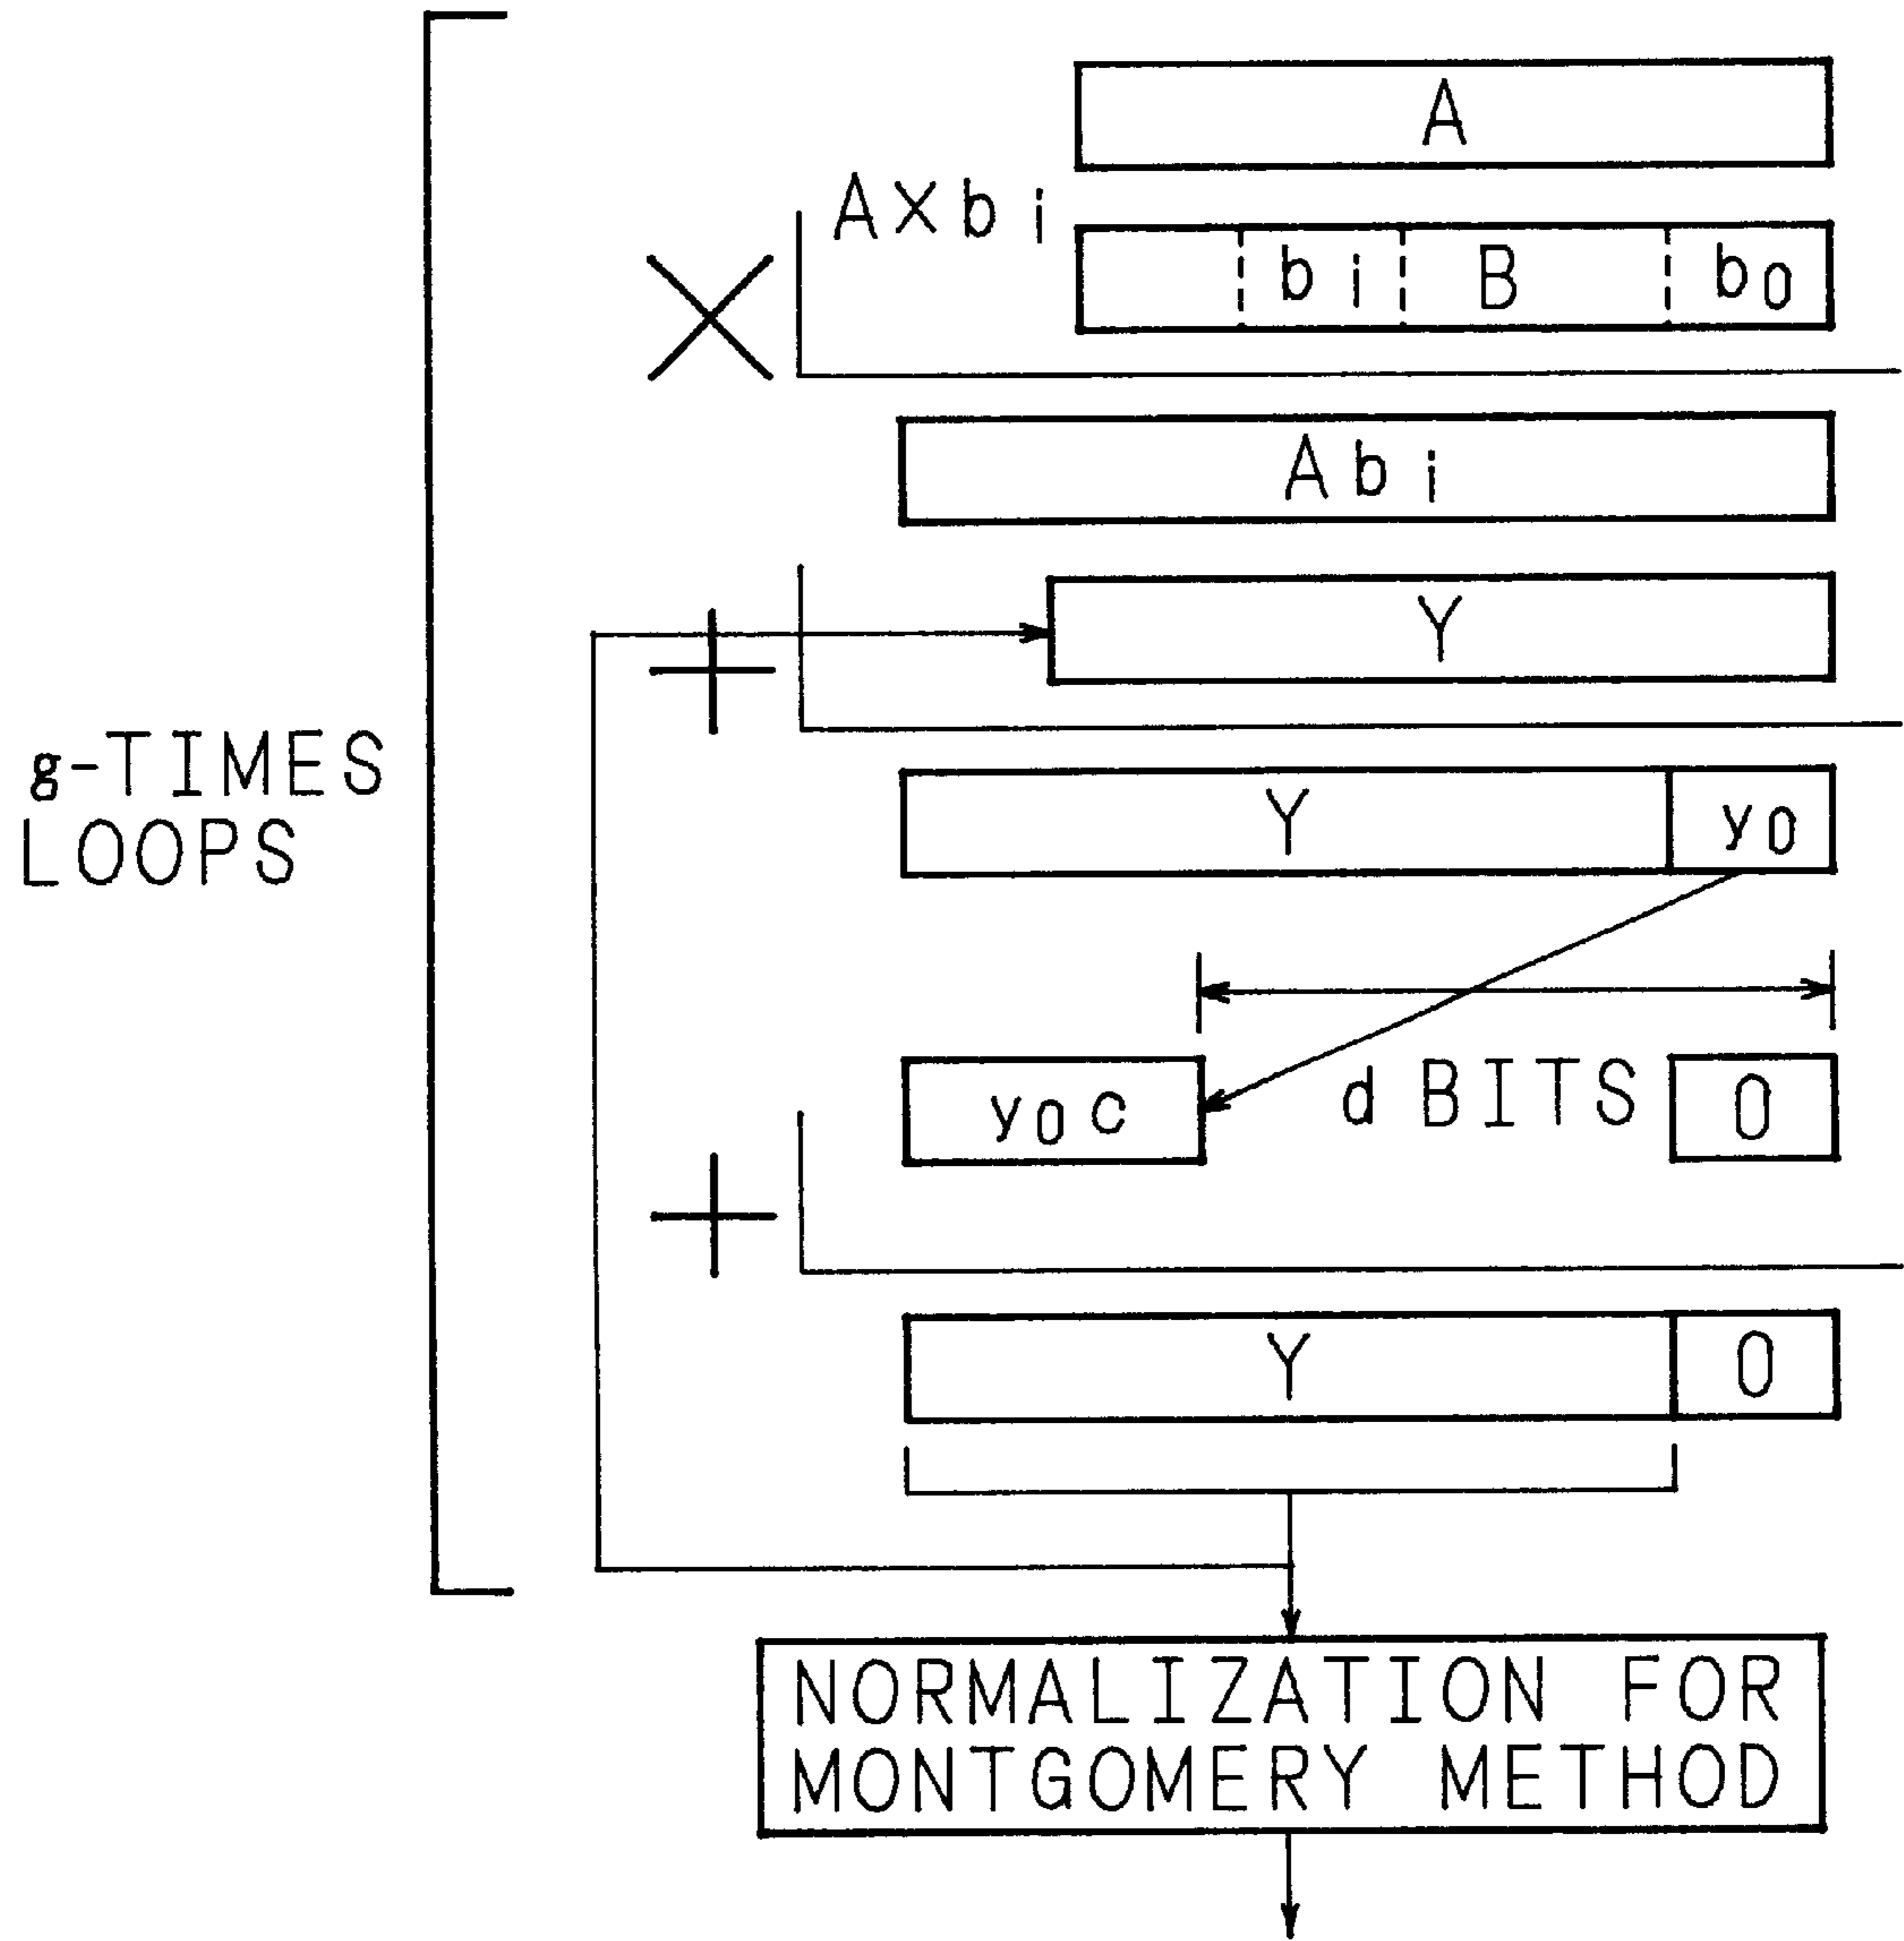 A
A×bi
bi B b0
×
Abi
Y
+
g-TIMES
LOOPS
Y y0
y0c d BITS 0
+
Y 0
NORMALIZATION FOR
MONTGOMERY METHOD